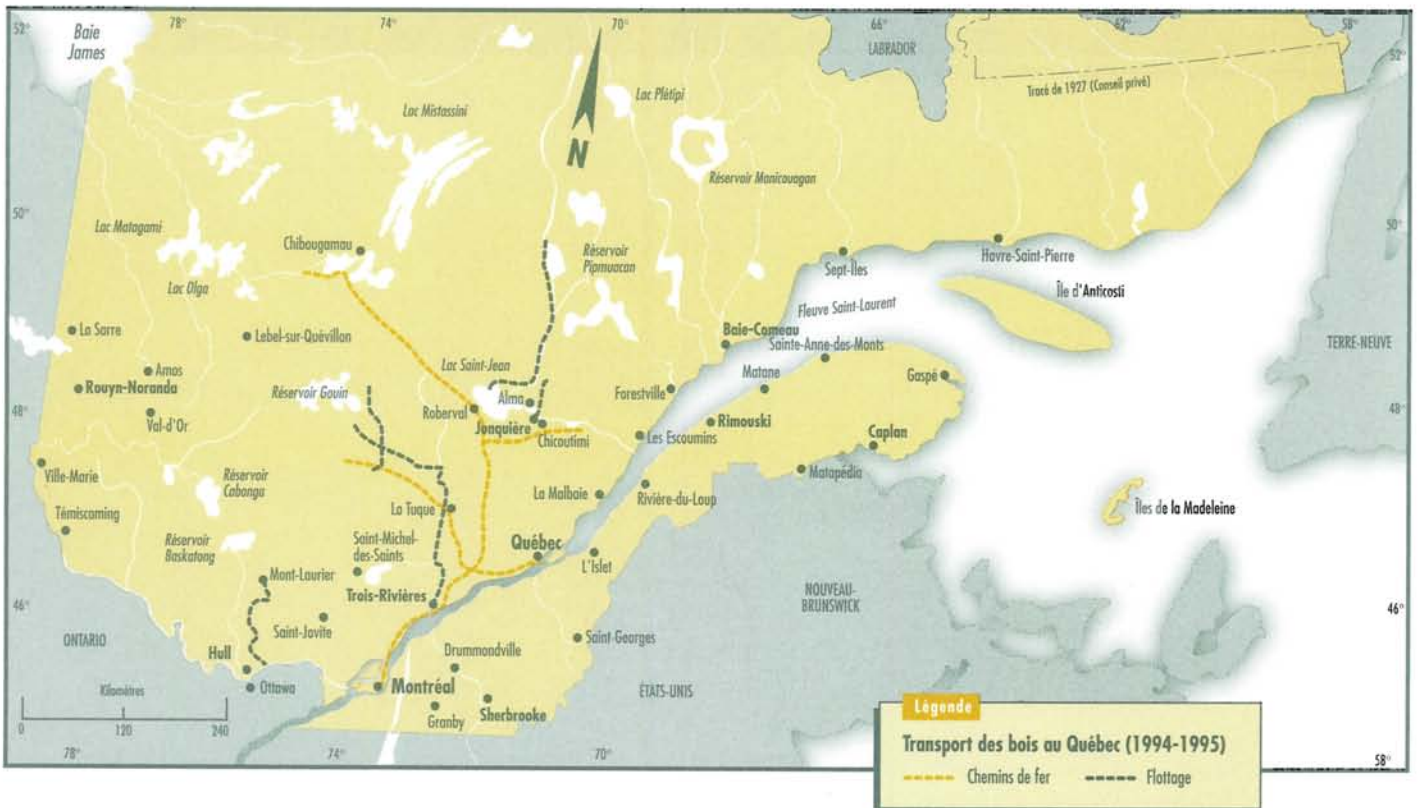 52°
78°
74°
70°
66°
62°
58°
52°
Baie
James
LABRADOR
Tracé de 1927 (Conseil privé)
Lac Mistassini
Lac Plétipi
N
Réservoir Manicouagan
50°
50°
Lac Matagami
Chibougamau
Réservoir
Pipmuacan
Sept-Îles
Havre-Saint-Pierre
Lac Olga
Île d'Anticosti
Fleuve Saint-Laurent
La Sarre
Lebel-sur-Quévillon
Baie-Comeau
Sainte-Anne-des-Monts
TERRE-NEUVE
Amos
Lac Saint-Jean
Matane
Gaspé
Rouyn-Noranda
Réservoir Gouin
Alma
Forestville
48°
48°
Val-d'Or
Roberval
Jonquière
Chicoutimi
Rimouski
Les Escoumins
Caplan
Ville-Marie
Réservoir
Cabonga
Matapédia
La Malbaie
Rivière-du-Loup
La Tuque
Îles de la Madeleine
Témiscaming
Réservoir
Baskatong
Saint-Michel-
des-Saints
Québec
L'Islet
Mont-Laurier
Trois-Rivières
NOUVEAU-
BRUNSWICK
46°
46°
Saint-Jovite
ONTARIO
Saint-Georges
Hull
Drummondville
Ottawa
Montréal
ÉTATS-UNIS
Kilomètres
Granby
Sherbrooke
0
120
240
78°
74°
70°
58°
Légende
Transport des bois au Québec (1994-1995)
Chemins de fer
Flottage